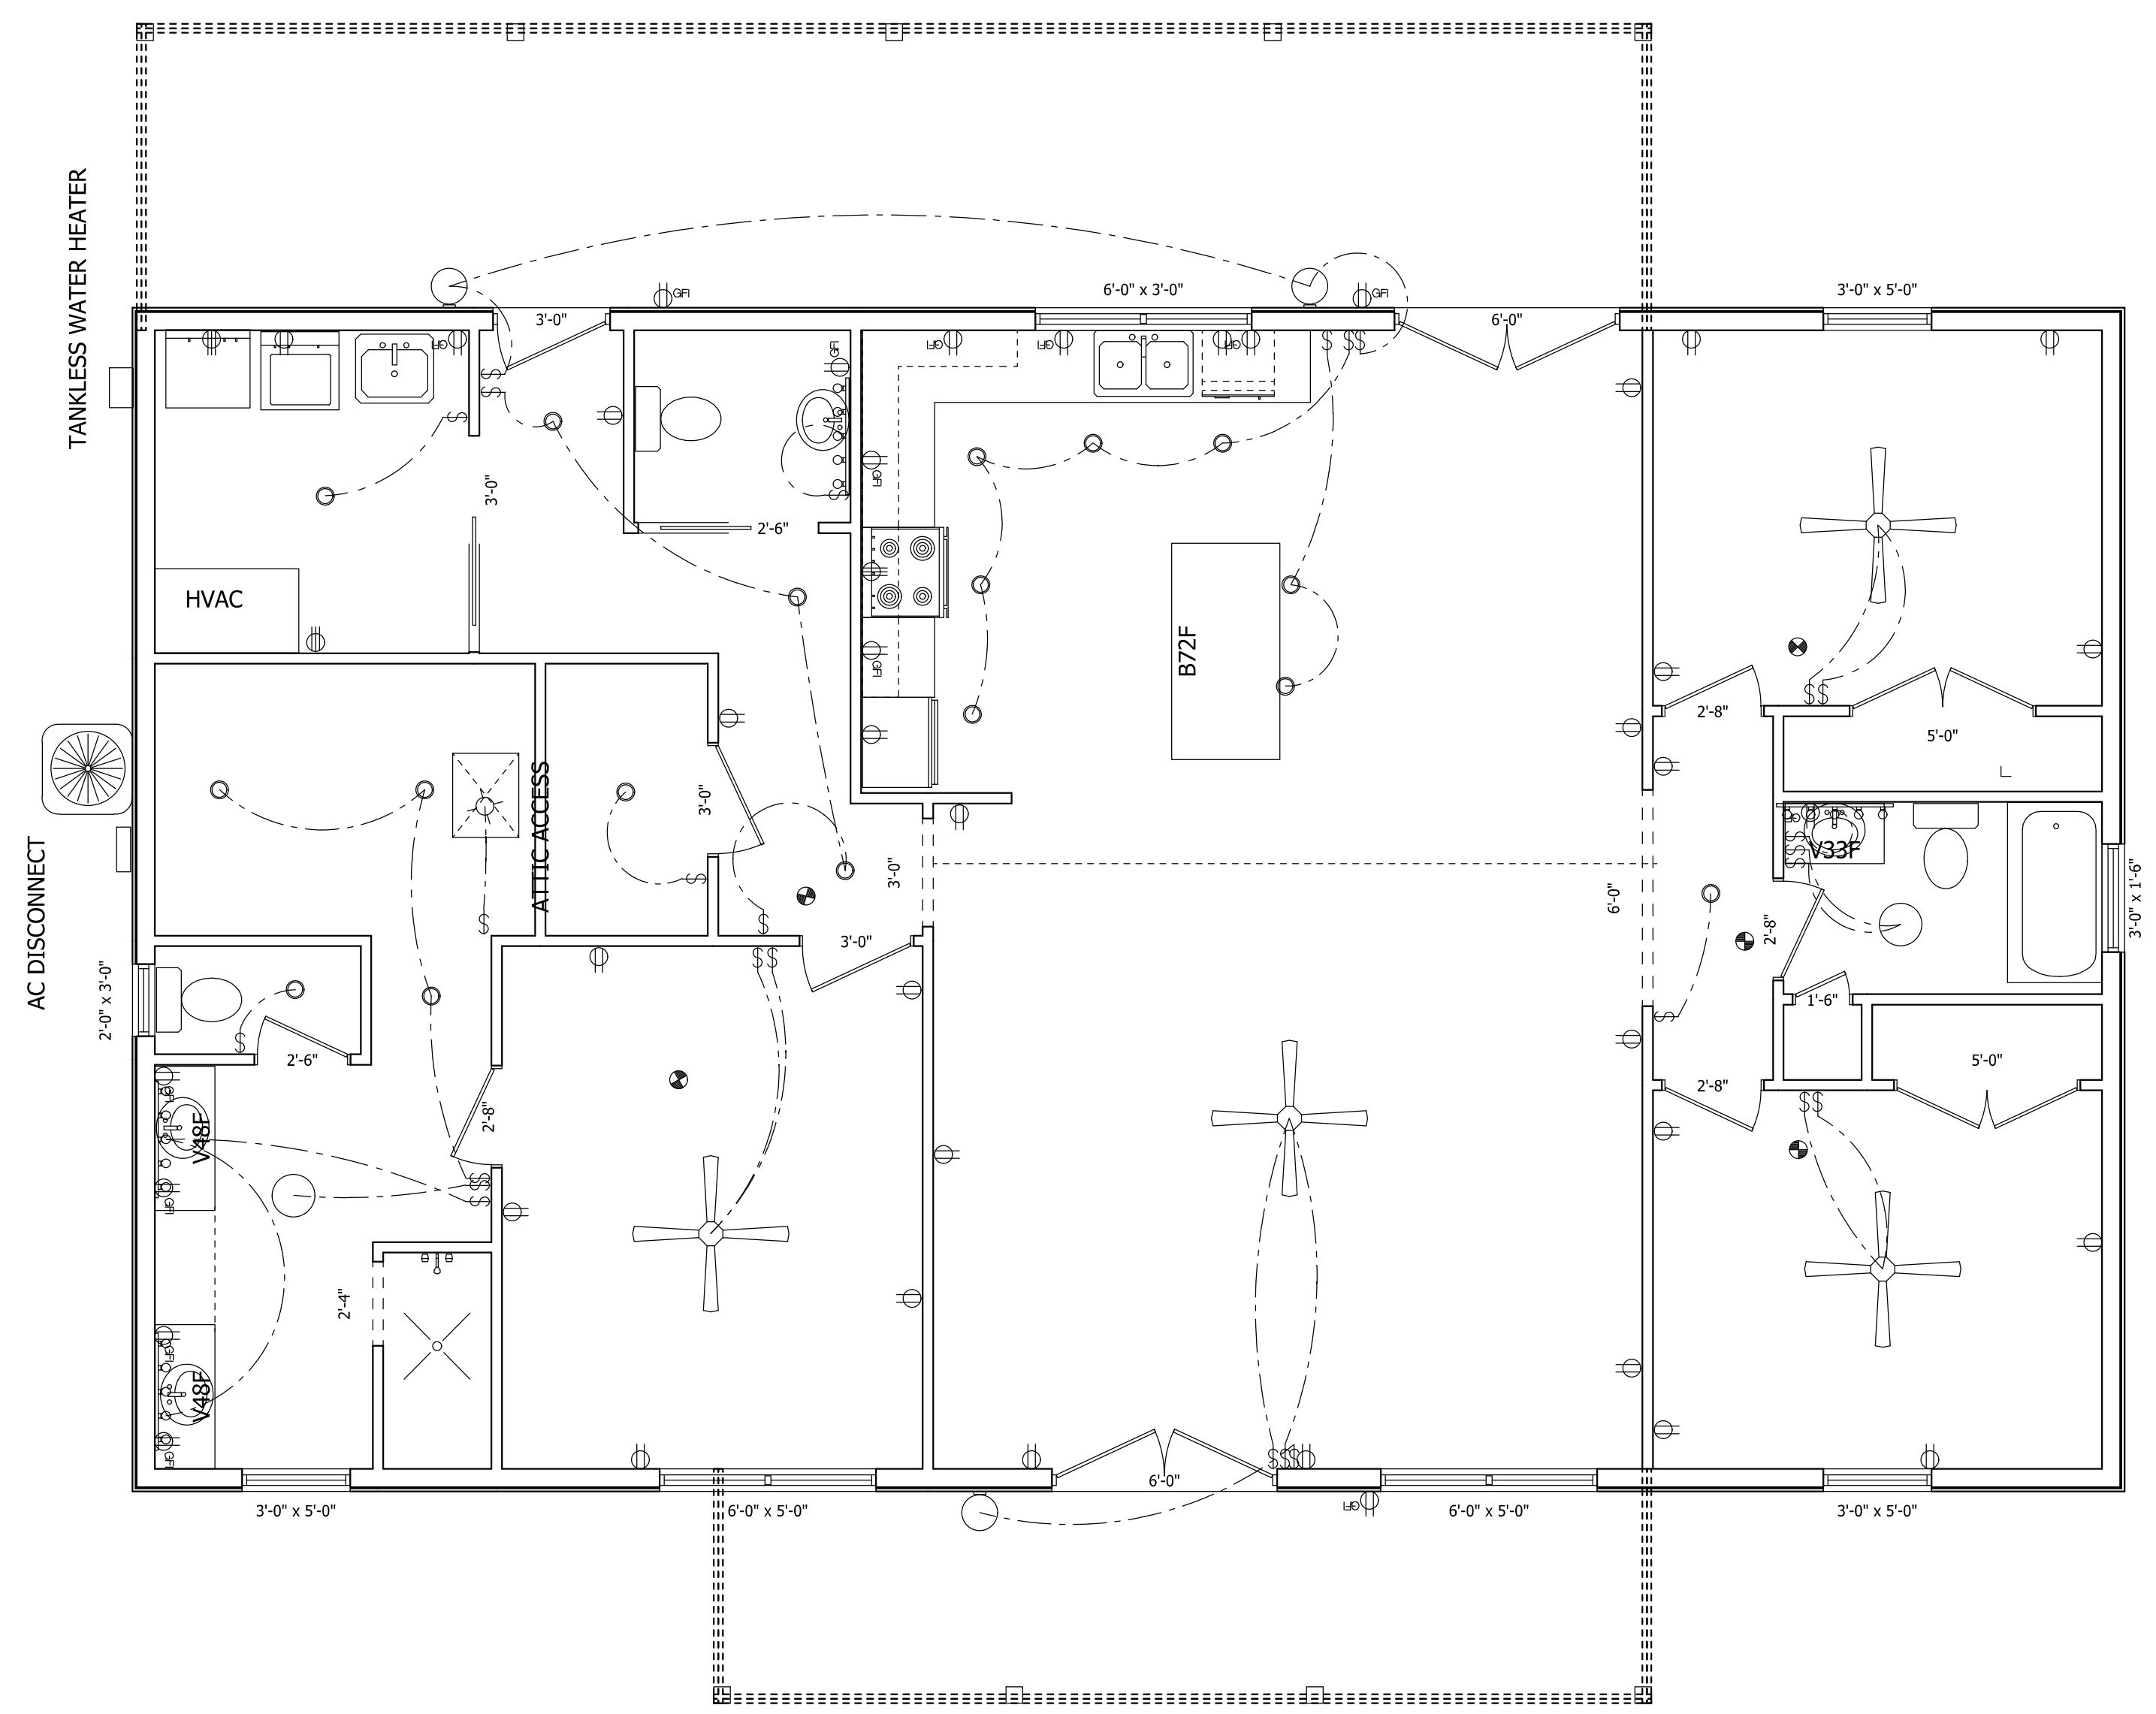 TANKLESS WATER HEATER
6'-0" x 3'-0"
3'-0" x 5'-0"
GFI
GFI
3'-0"
6'-0"
GFI
GFI
GFI
GFI
GFI
$
$
$
$$
$
3'-0"
GFI
$
2'-6"
HVAC
B72F
GFI
$$
2'-8"
5'-0"
ATTIC ACCESS
3'-0"
GFI
$
$
$
V33F
AC DISCONNECT
$
$
$
3'-0"
6'-0"
2'-8"
3'-0" x 1'-6"
3'-0"
$$
2'-0" x 3'-0"
1'-6"
$
$
2'-6"
5'-0"
2'-8"
GFI
V48F
2'-8"
$$
$
$
$
GFI
2'-4"
GFI
V48F
GFI
$$$
6'-0"
GFI
3'-0" x 5'-0"
6'-0" x 5'-0"
6'-0" x 5'-0"
3'-0" x 5'-0"